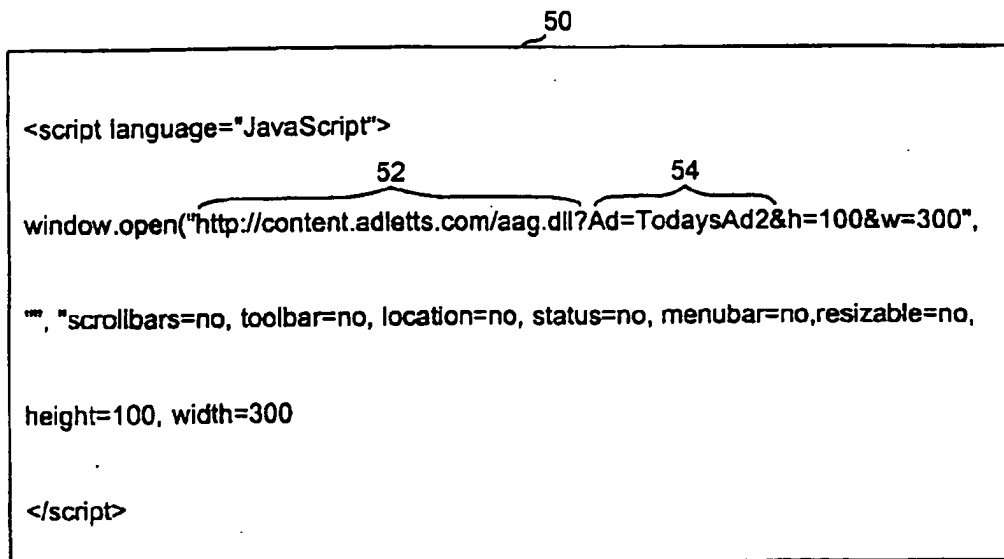 50
<script language="JavaScript">
52 54
window.open("http://content.adletts.com/aag.dll?Ad=TodaysAd2&h=100&w=300",
"", "scrollbars=no, toolbar=no, location=no, status=no, menubar=no,resizable=no,
height=100, width=300
</script>